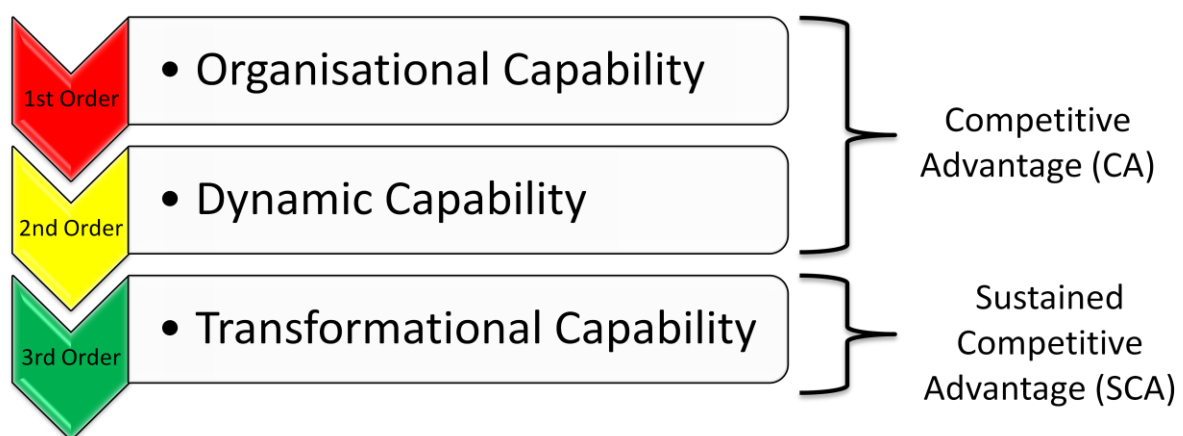 1st Order
• Organisational Capability
2nd Order
• Dynamic Capability
3rd Order
• Transformational Capability
Competitive
Advantage (CA)
Sustained
Competitive
Advantage (SCA)